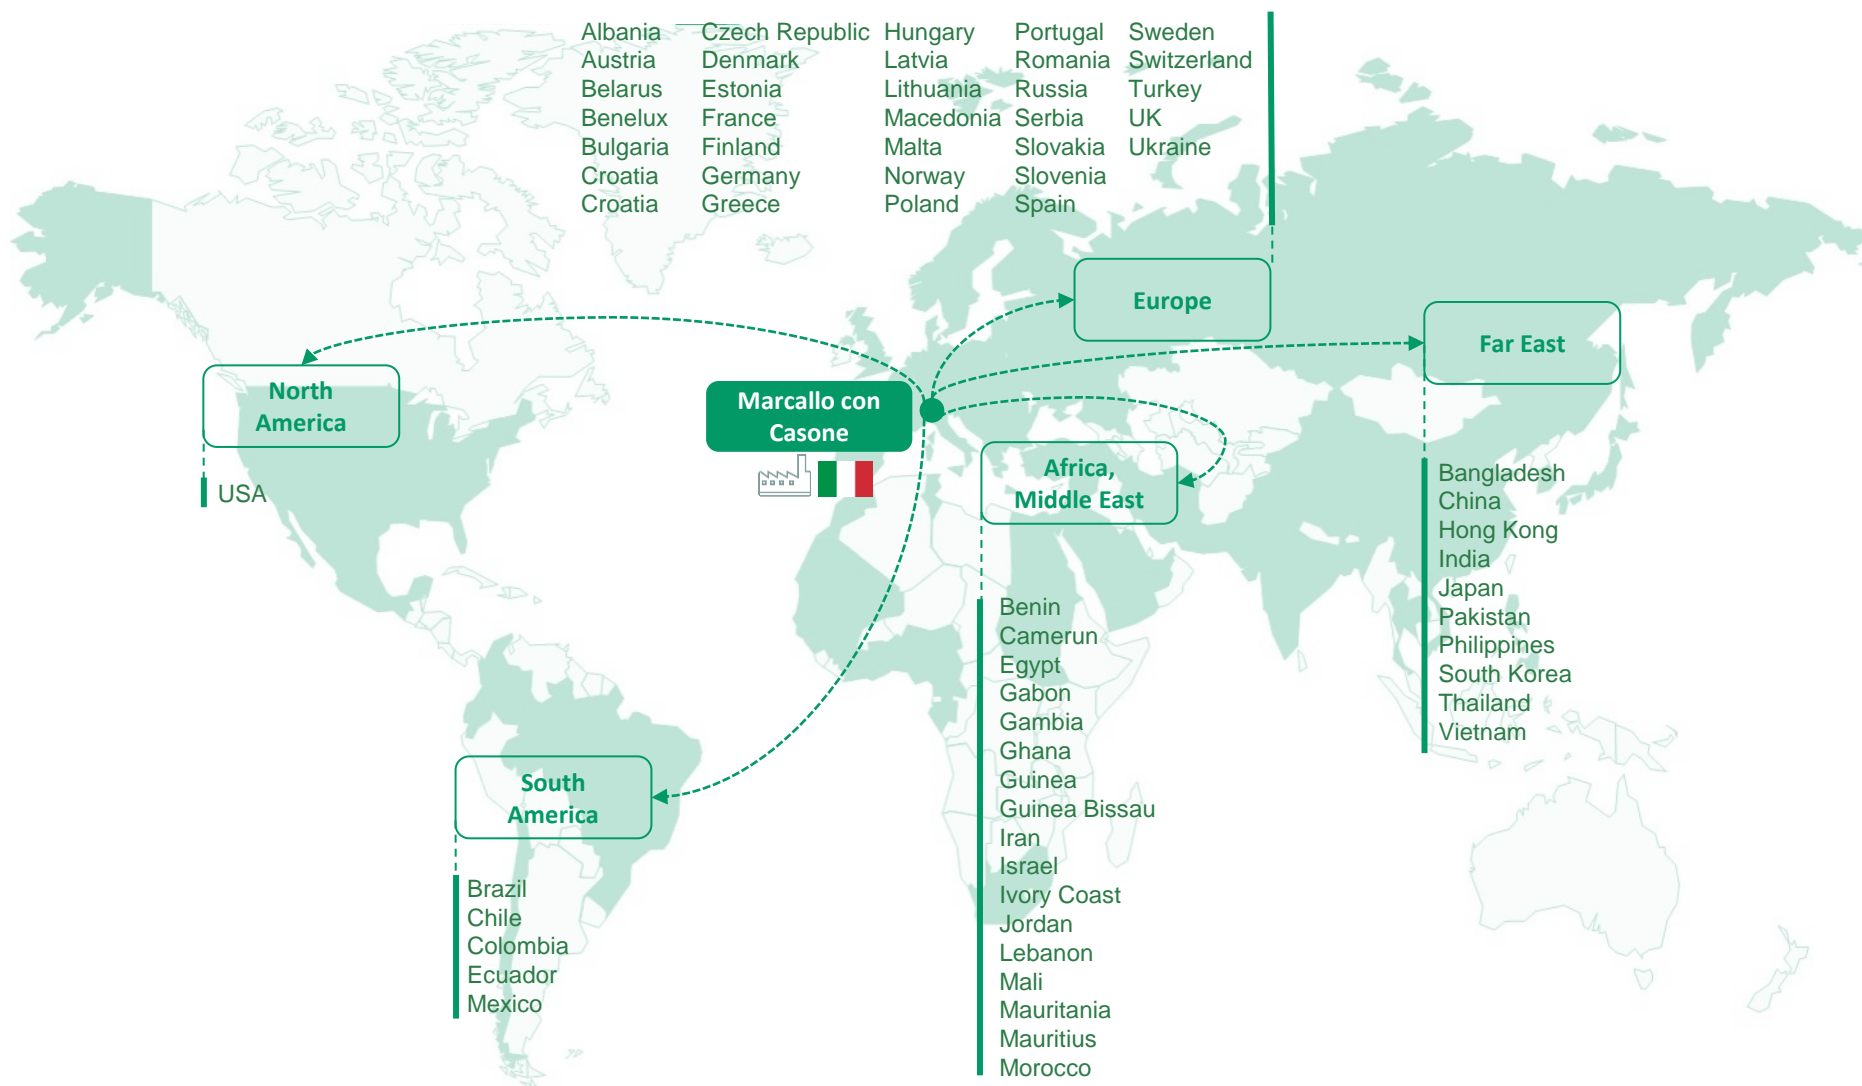 Albania
Austria
Belarus
Benelux
Bulgaria
Croatia
Croatia
Czech Republic
Denmark
Estonia
France
Finland
Germany
Greece
Hungary
Latvia
Lithuania
Macedonia
Malta
Norway
Poland
Portugal
Romania
Russia
Serbia
Slovakia
Slovenia
Spain
Sweden
Switzerland
Turkey
UK
Ukraine
Europe
Far East
North
America
Marcallo con
Casone
Africa,
Middle East
USA
Bangladesh
China
Hong Kong
India
Japan
Pakistan
Philippines
South Korea
Thailand
Vietnam
Benin
Camerun
Egypt
Gabon
Gambia
Ghana
Guinea
Guinea Bissau
Iran
Israel
Ivory Coast
Jordan
Lebanon
Mali
Mauritania
Mauritius
Morocco
South
America
Brazil
Chile
Colombia
Ecuador
Mexico